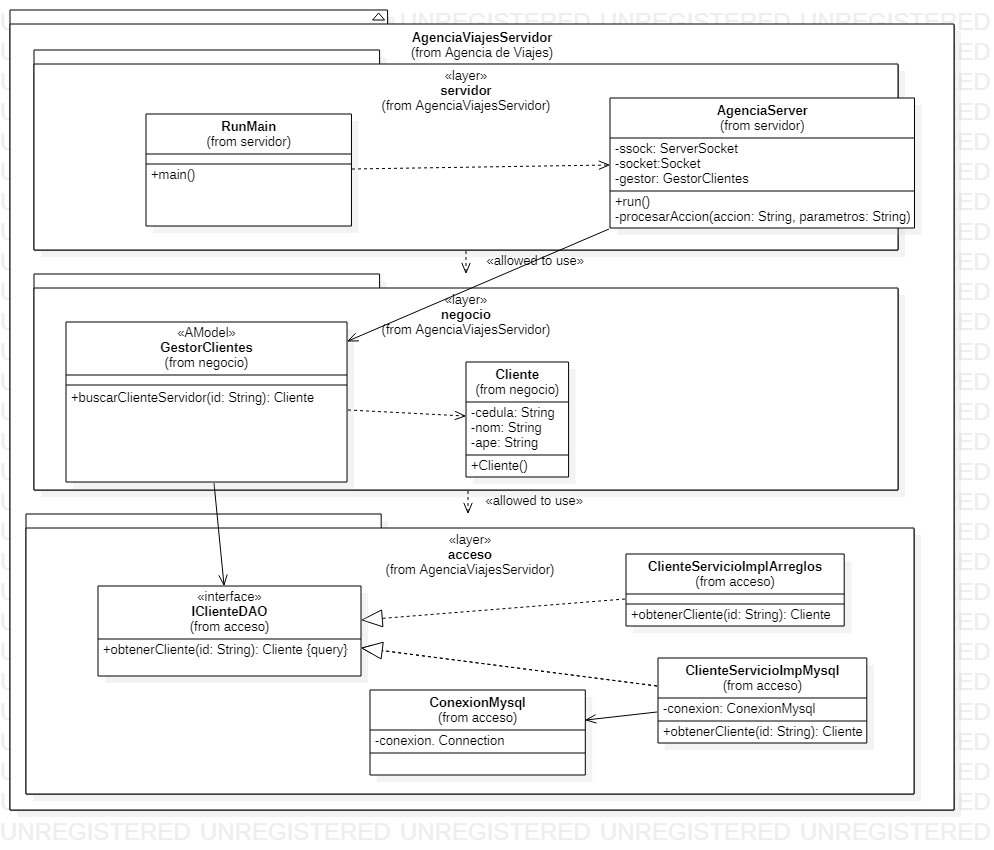 AgenciaViajesServidor
(from Agencia de Viajes)
«layer»
servidor
(from AgenciaViajesServidor)
RunMain
(from servidor)
+main()
AgenciaServer
(from servidor)
-ssock: ServerSocket
-socket:Socket
-gestor: GestorClientes
+run()
-procesarAccion(accion: String, parametros: String)
«allowed to use»
«layer»
negocio
(from AgenciaViajesServidor)
«AModel»
GestorClientes
(from negocio)
+buscarClienteServidor(id: String): Cliente
Cliente
(from negocio)
-cedula: String
-nom: String
-ape: String
+Cliente()
«allowed to use»
«layer»
acceso
(from AgenciaViajesServidor)
«interface»
IClienteDAO
(from acceso)
+obtenerCliente(id: String): Cliente {query}
ClienteServicioImplArreglos
(from acceso)
+obtenerCliente(id: String): Cliente
ClienteServicioImpMysql
(from acceso)
-conexion: ConexionMysql
+obtenerCliente(id: String): Cliente
ConexionMysql
(from acceso)
-conexion. Connection
UNREGISTERED UNREGISTERED UNREGISTERED UNREGISTERED UNREGISTERED